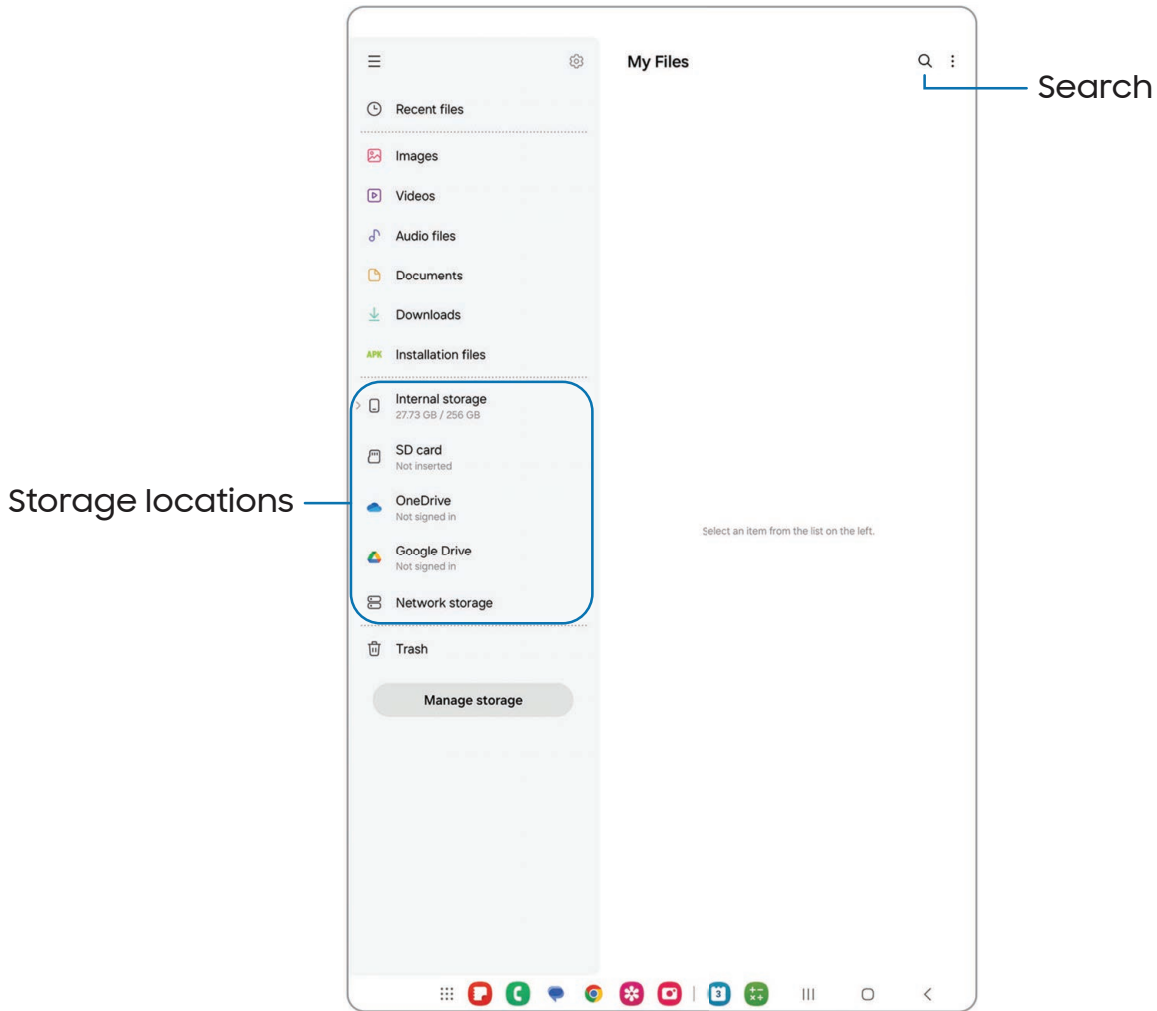 My Files
Search
Recent files
Images
Videos
Audio files
Documents
Downloads
APK Installation files
Internal storage
27.73 GB / 256 GB
SD card
Not inserted
Storage locations
OneDrive
Not signed in
Select an item from the list on the left.
Google Drive
Not signed in
Network storage
Trash
Manage storage
3